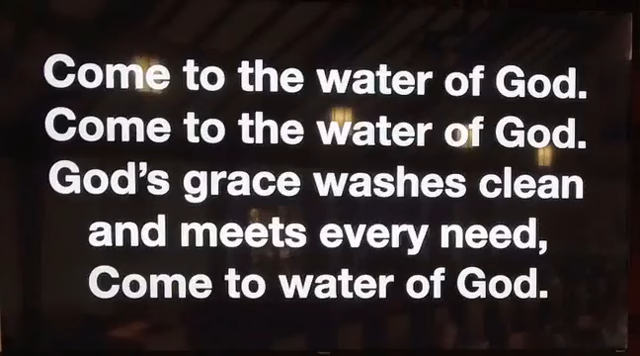 Come to the water of God.
Come to the water of God.
God's grace washes clean
and meets every need,
Come to water of God.